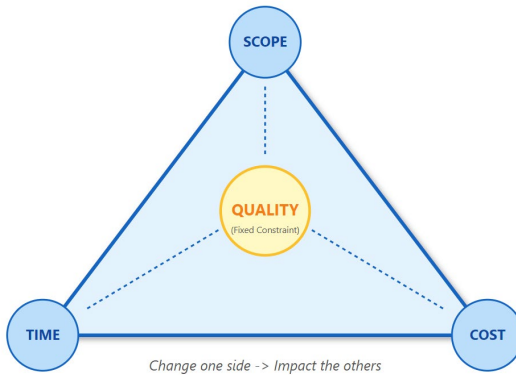 SCOPE
QUALITY
(Fixed Constraint)
TIME
COST
Change one side -> Impact the others